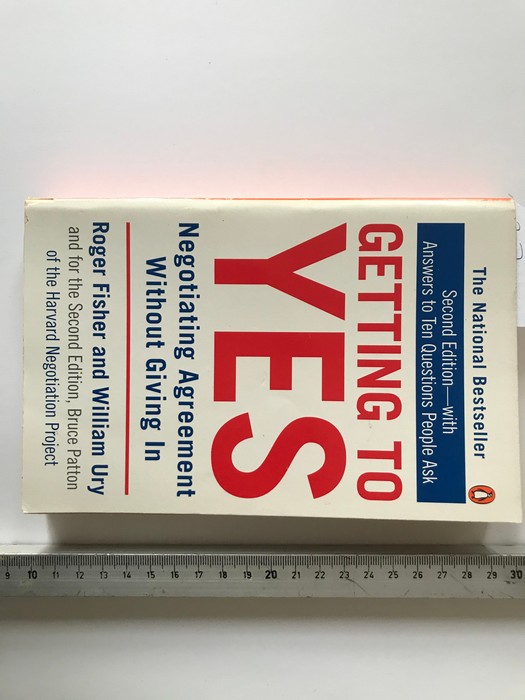 The National Bestseller
Second Edition—with
Answers to Ten Questions People Ask
GETTING TO
YES
Negotiating Agreement
Without Giving In
Roger Fisher and William Ury
and for the Second Edition, Bruce Patton
of the Harvard Negotiation Project
9 10 11 12 13 14 15 16 17 18 19 20 21 22 23 24 25 26 27 28 29 30